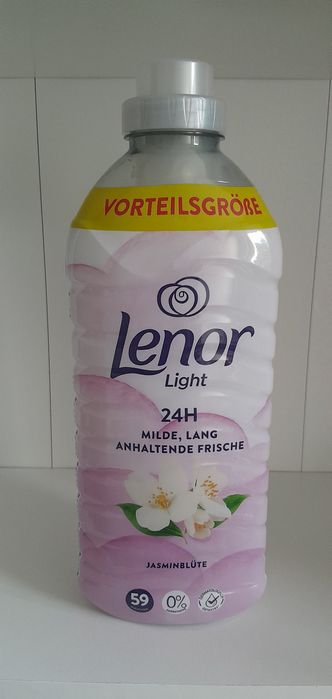 VORTEILSGRÖßE
Lenor
Light
24H
MILDE, LANG
ANHALTENDE FRISCHE
JASMINBLÜTE
59
0%